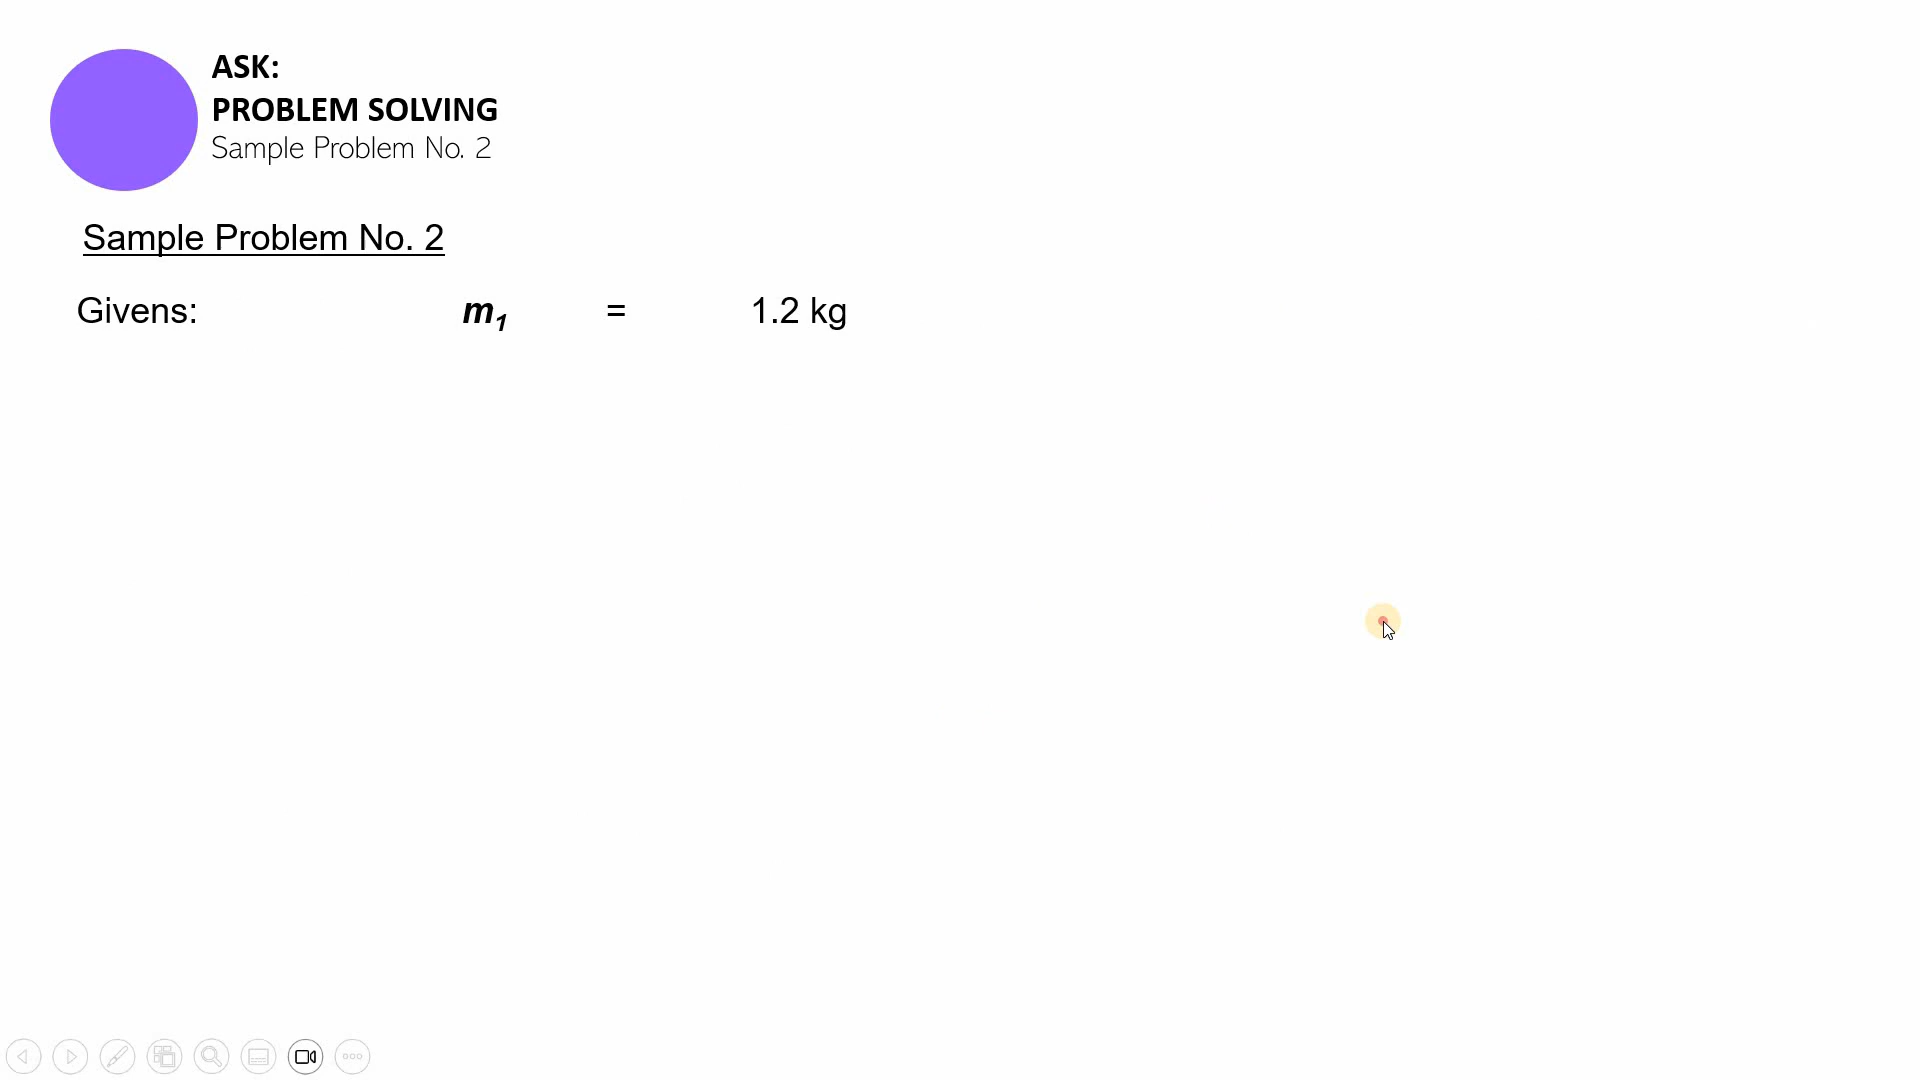 ASK:
PROBLEM SOLVING
Sample Problem No. 2
Sample Problem No. 2
Givens: m₁ = 1.2 kg